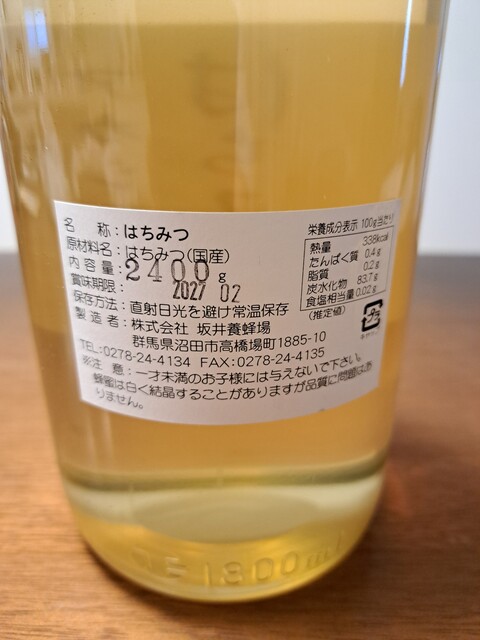 名 称：はちみつ
原材料名：はちみつ(国産)
内容量：2400g
賞味期限： 2027 02
保存方法：直射日光を避け常温保存
製造者：株式会社 坂井養蜂場
群馬県沼田市高橋場町1885-10
TEL:0278-24-4134 FAX:0278-24-4135
※注 意：一才未満のお子様には与えないで下さい。
蜂蜜は白く結晶することがありますが品質に問題はあ
りません。
栄養成分表示 100g当たり
熱量 338kcal
たんぱく質 0.4g
脂質 0.2g
炭水化物 83.7g
食塩相当量 0.02g
(推定値)
プラ
1800ml